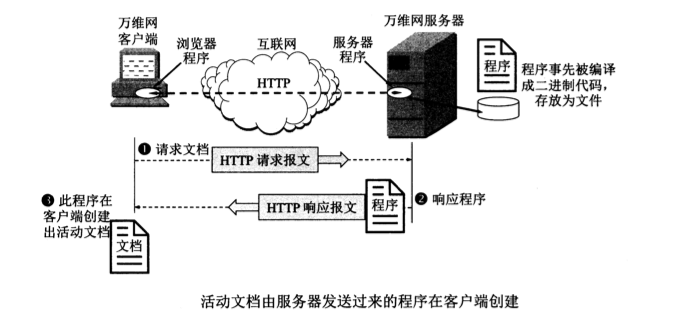 万维网
客户端
浏览器
程序
互联网
HTTP
服务器
程序
万维网服务器
程序
程序事先被编译
成二进制代码,
存放为文件
❶ 请求文档
HTTP 请求报文
❸ 此程序在
客户端创建
出活动文档
文档
HTTP 响应报文
程序
❷ 响应程序
活动文档由服务器发送过来的程序在客户端创建